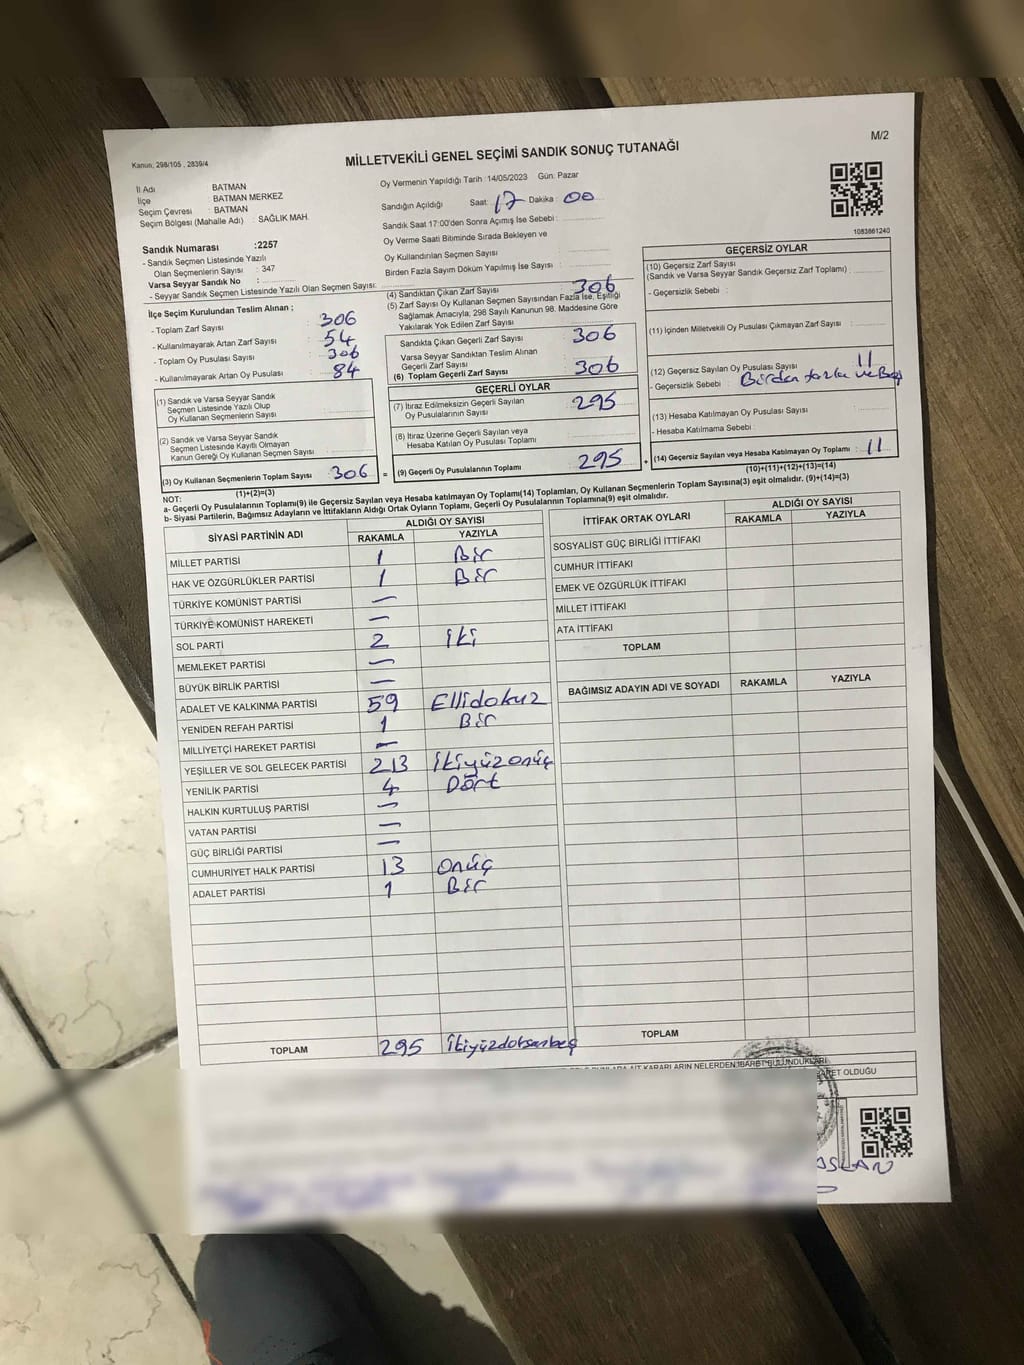 Kanun; 298/105 , 2839/4
M/2
MİLLETVEKİLİ GENEL SEÇİMİ SANDIK SONUÇ TUTANAĞI
İl Adı : BATMAN
İlçe : BATMAN MERKEZ
Seçim Çevresi : BATMAN
Seçim Bölgesi (Mahalle Adı) : SAĞLIK MAH.
Sandık Numarası :2257
- Sandık Seçmen Listesinde Yazılı
Olan Seçmenlerin Sayısı : 347
Varsa Seyyar Sandık No :
- Seyyar Sandık Seçmen Listesinde Yazılı Olan Seçmen Sayısı:
Oy Vermenin Yapıldığı Tarih :14/05/2023 Gün: Pazar
Sandığın Açıldığı Saat: 17 Dakika : 00
Sandık Saat 17:00'den Sonra Açımış İse Sebebi :
Oy Verme Saati Bitiminde Sırada Bekleyen ve
Oy Kullandırılan Seçmen Sayısı :
Birden Fazla Sayım Döküm Yapılmış İse Sayısı :
1083861240
İlçe Seçim Kurulundan Teslim Alınan ;
- Toplam Zarf Sayısı : 306
- Kullanılmayarak Artan Zarf Sayısı : 54
- Toplam Oy Pusulası Sayısı : 306
- Kullanılmayarak Artan Oy Pusulası : 84
(1) Sandık ve Varsa Seyyar Sandık
Seçmen Listesinde Yazılı Olup
Oy Kullanan Seçmenlerin Sayısı :
(2) Sandık ve Varsa Seyyar Sandık
Seçmen Listesinde Kayıtlı Olmayan
Kanun Gereği Oy Kullanan Seçmen Sayısı :
(3) Oy Kullanan Seçmenlerin Toplam Sayısı : 306 =
(1)+(2)=(3)
(4) Sandıktan Çıkan Zarf Sayısı : 306
(5) Zarf Sayısı Oy Kullanan Seçmen Sayısından Fazla İse, Eşitliği
Sağlamak Amacıyla; 298 Sayılı Kanunun 98. Maddesine Göre
Yakılarak Yok Edilen Zarf Sayısı :
Sandıkta Çıkan Geçerli Zarf Sayısı : 306
Varsa Seyyar Sandıktan Teslim Alınan
Geçerli Zarf Sayısı :
(6) Toplam Geçerli Zarf Sayısı : 306
GEÇERLİ OYLAR
(7) İtiraz Edilmeksizin Geçerli Sayılan
Oy Pusulalarının Sayısı : 295
(8) İtiraz Üzerine Geçerli Sayılan veya
Hesaba Katılan Oy Pusulası Toplamı :
(9) Geçerli Oy Pusulalarının Toplamı : 295 +
GEÇERSİZ OYLAR
(10) Geçersiz Zarf Sayısı
(Sandık ve Varsa Seyyar Sandık Geçersiz Zarf Toplamı) :
- Geçersizlik Sebebi :
(11) İçinden Milletvekili Oy Pusulası Çıkmayan Zarf Sayısı :
(12) Geçersiz Sayılan Oy Pusulası Sayısı : 11
- Geçersizlik Sebebi : Birden fazla ve
(13) Hesaba Katılmayan Oy Pusulası Sayısı :
- Hesaba Katılmama Sebebi :
(14) Geçersiz Sayılan veya Hesaba Katılmayan Oy Toplamı : 11
(10)+(11)+(12)+(13)=(14)
NOT:
a- Geçerli Oy Pusulalarının Toplamı(9) ile Geçersiz Sayılan veya Hesaba katılmayan Oy Toplamı(14) Toplamları, Oy Kullanan Seçmenlerin Toplam Sayısına(3) eşit olmalıdır. (9)+(14)=(3)
b- Siyasi Partilerin, Bağımsız Adayların ve İttifakların Aldığı Ortak Oyların Toplamı, Geçerli Oy Pusulalarının Toplamına(9) eşit olmalıdır.
SİYASİ PARTİNİN ADI ALDIĞI OY SAYISI
RAKAMLA YAZIYLA
MİLLET PARTİSİ 1 Bir
HAK VE ÖZGÜRLÜKLER PARTİSİ 1 Bir
TÜRKİYE KOMÜNİST PARTİSİ —
TÜRKİYE KOMÜNİST HAREKETİ —
SOL PARTİ 2 iki
MEMLEKET PARTİSİ —
BÜYÜK BİRLİK PARTİSİ —
ADALET VE KALKINMA PARTİSİ 59 Ellidokuz
YENİDEN REFAH PARTİSİ 1 Bir
MİLLİYETÇİ HAREKET PARTİSİ —
YEŞİLLER VE SOL GELECEK PARTİSİ 213 ikiyüzonüç
YENİLİK PARTİSİ 4 Dört
HALKIN KURTULUŞ PARTİSİ —
VATAN PARTİSİ —
GÜÇ BİRLİĞİ PARTİSİ —
CUMHURİYET HALK PARTİSİ 13 Onüç
ADALET PARTİSİ 1 Bir
TOPLAM 295 ikiyüzdoksanbeş
İTTİFAK ORTAK OYLARI ALDIĞI OY SAYISI
RAKAMLA YAZIYLA
SOSYALİST GÜÇ BİRLİĞİ İTTİFAKI
CUMHUR İTTİFAKI
EMEK VE ÖZGÜRLÜK İTTİFAKI
MİLLET İTTİFAKI
ATA İTTİFAKI
TOPLAM
BAĞIMSIZ ADAYIN ADI VE SOYADI RAKAMLA YAZIYLA
TOPLAM
KARARLARIN NELERDEN İBARET BULUNDUKLARI
OLDUĞU